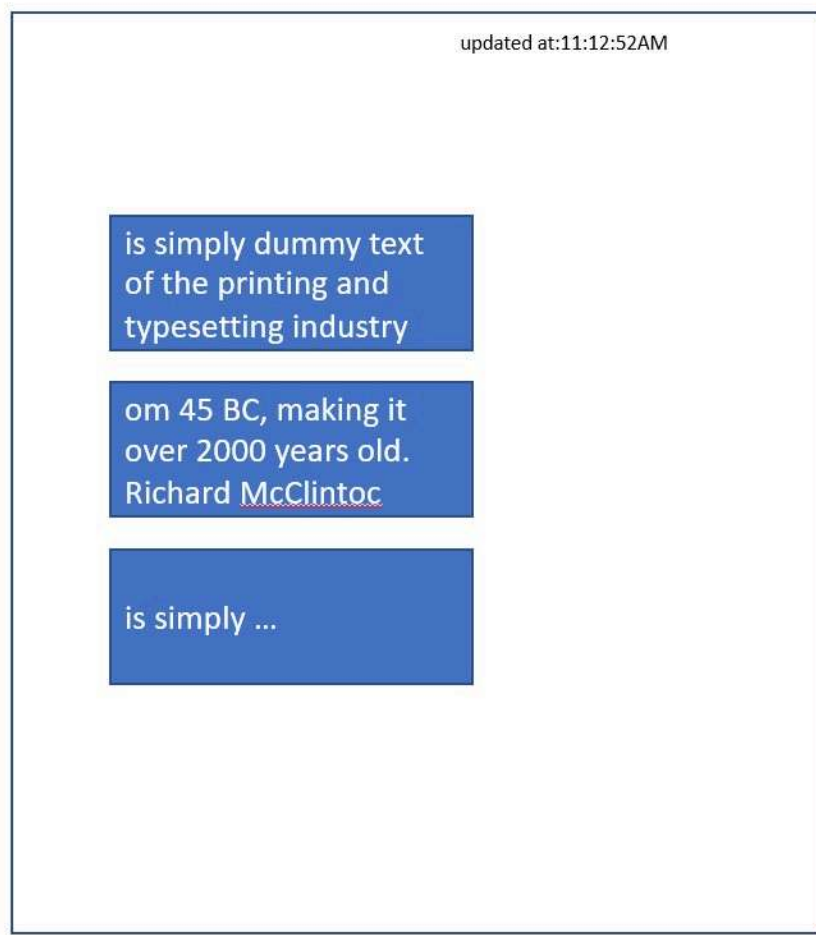 updated at:11:12:52AM
is simply dummy text
of the printing and
typesetting industry
om 45 BC, making it
over 2000 years old.
Richard McClintoc
is simply …